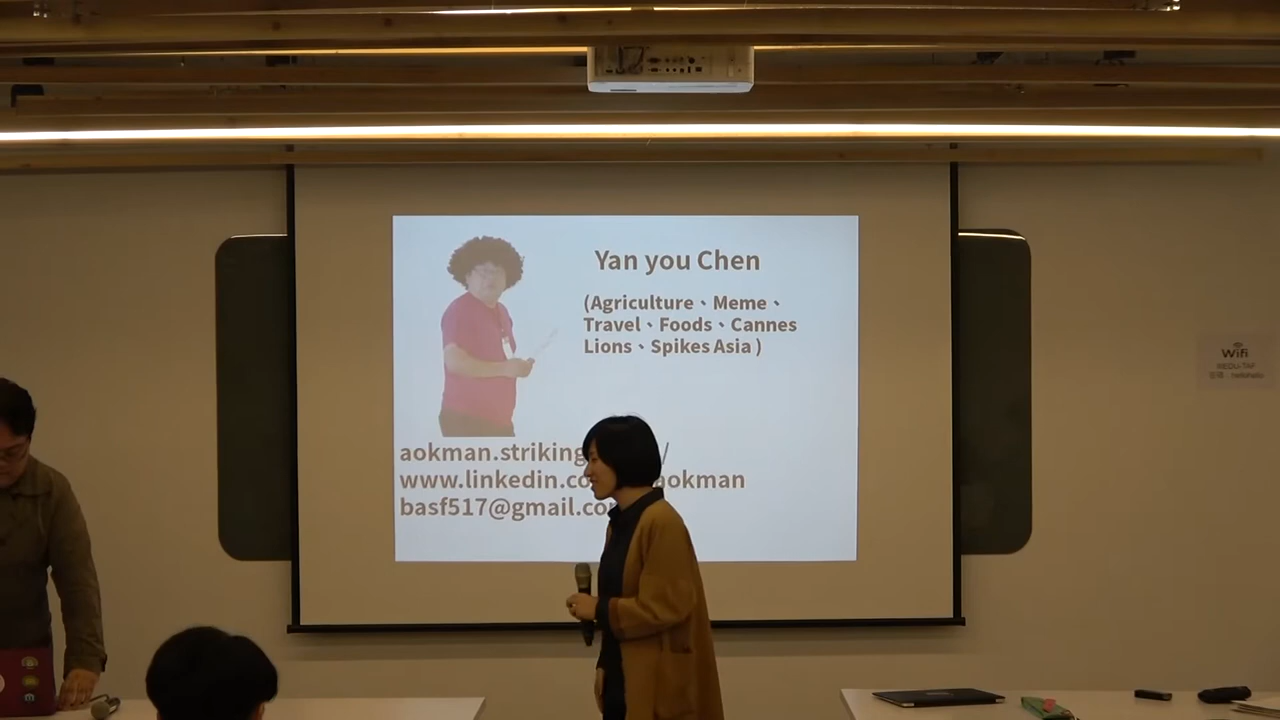 Yan you Chen
(Agriculture、Meme、
Travel、Foods、Cannes
Lions、Spikes Asia )
aokman.striking /
www.linkedin.co aokman
basf517@gmail.co
Wifi